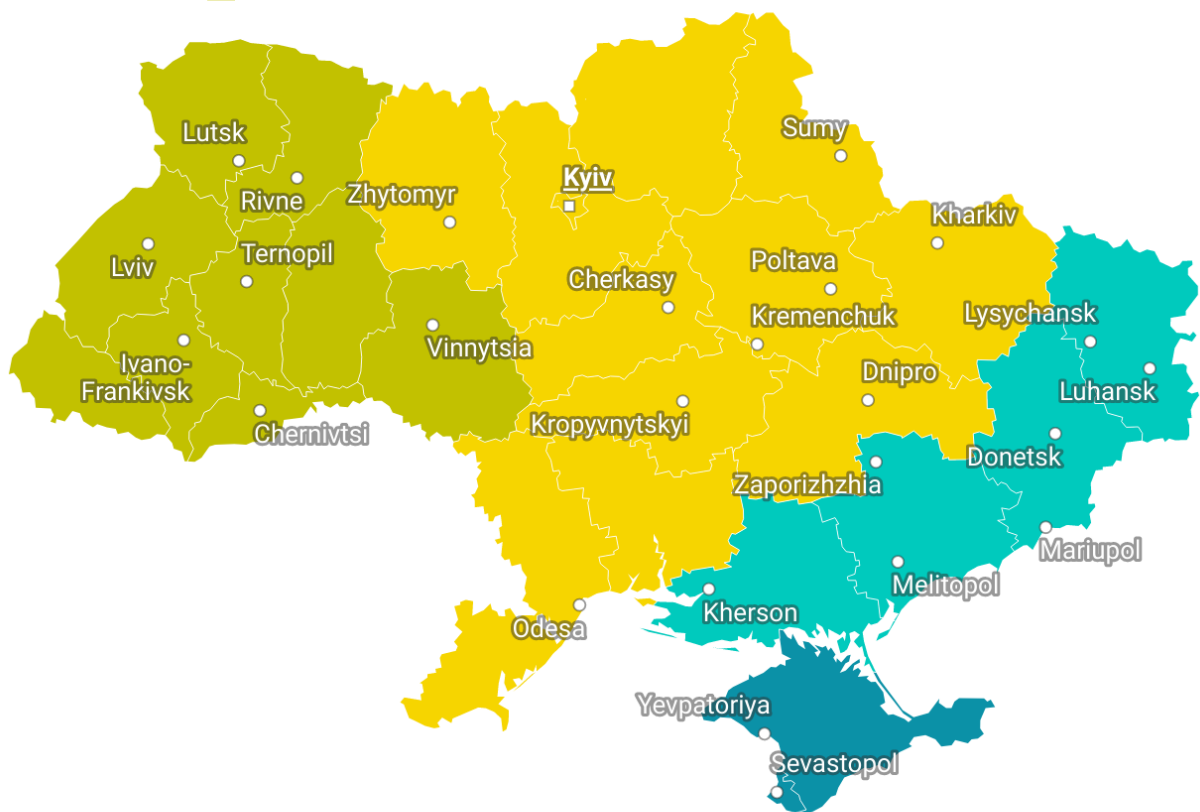 Sumy
Lutsk
Kyiv
Rivne
Zhytomyr
Kharkiv
Ternopil
Lviv
Poltava
Cherkasy
Kremenchuk
Lysychansk
Vinnytsia
Ivano-
Frankivsk
Dnipro
Luhansk
Kropyvnytskyi
Chernivtsi
Donetsk
Zaporizhzhia
Mariupol
Melitopol
Kherson
Odesa
Yevpatoriya
Sevastopol